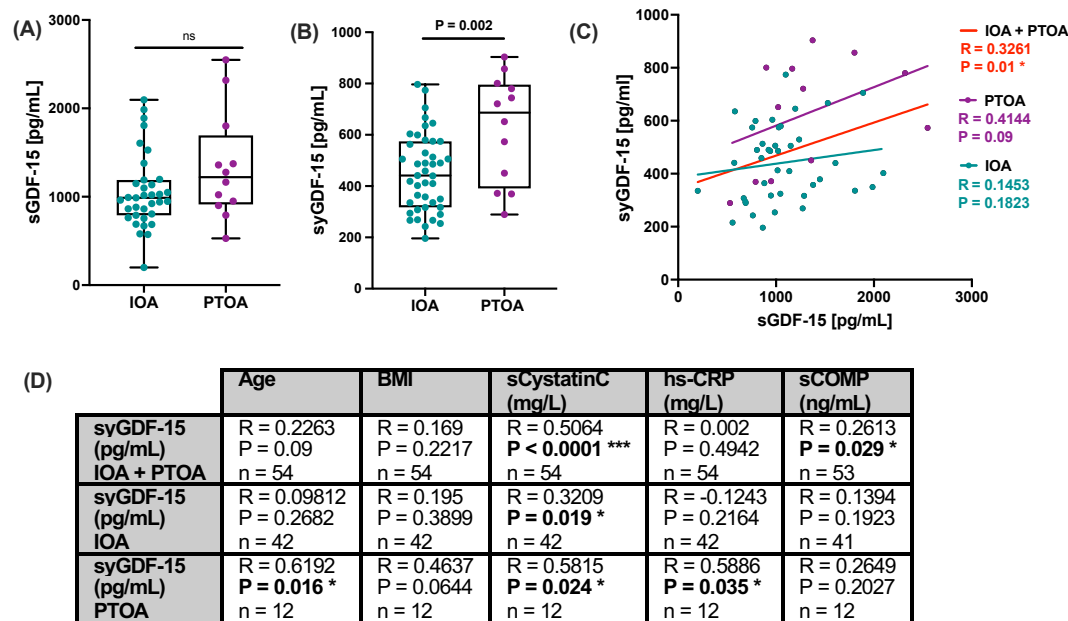 (A)
3000
2000
1000
0
sGDF-15 [pg/mL]
ns
IOA
PTOA
(B)
1000
800
600
400
200
0
syGDF-15 [pg/mL]
P = 0.002
IOA
PTOA
(C)
1000
800
600
400
200
0
syGDF-15 [pg/ml]
0
1000
2000
3000
sGDF-15 [pg/mL]
IOA + PTOA
R = 0.3261
P = 0.01 *
PTOA
R = 0.4144
P = 0.09
IOA
R = 0.1453
P = 0.1823
(D)
Age
BMI
sCystatinC
(mg/L)
hs-CRP
(mg/L)
sCOMP
(ng/mL)
syGDF-15
(pg/mL)
IOA + PTOA
R = 0.2263
P = 0.09
n = 54
R = 0.169
P = 0.2217
n = 54
R = 0.5064
P < 0.0001 ***
n = 54
R = 0.002
P = 0.4942
n = 54
R = 0.2613
P = 0.029 *
n = 53
syGDF-15
(pg/mL)
IOA
R = 0.09812
P = 0.2682
n = 42
R = 0.195
P = 0.3899
n = 42
R = 0.3209
P = 0.019 *
n = 42
R = -0.1243
P = 0.2164
n = 42
R = 0.1394
P = 0.1923
n = 41
syGDF-15
(pg/mL)
PTOA
R = 0.6192
P = 0.016 *
n = 12
R = 0.4637
P = 0.0644
n = 12
R = 0.5815
P = 0.024 *
n = 12
R = 0.5886
P = 0.035 *
n = 12
R = 0.2649
P = 0.2027
n = 12